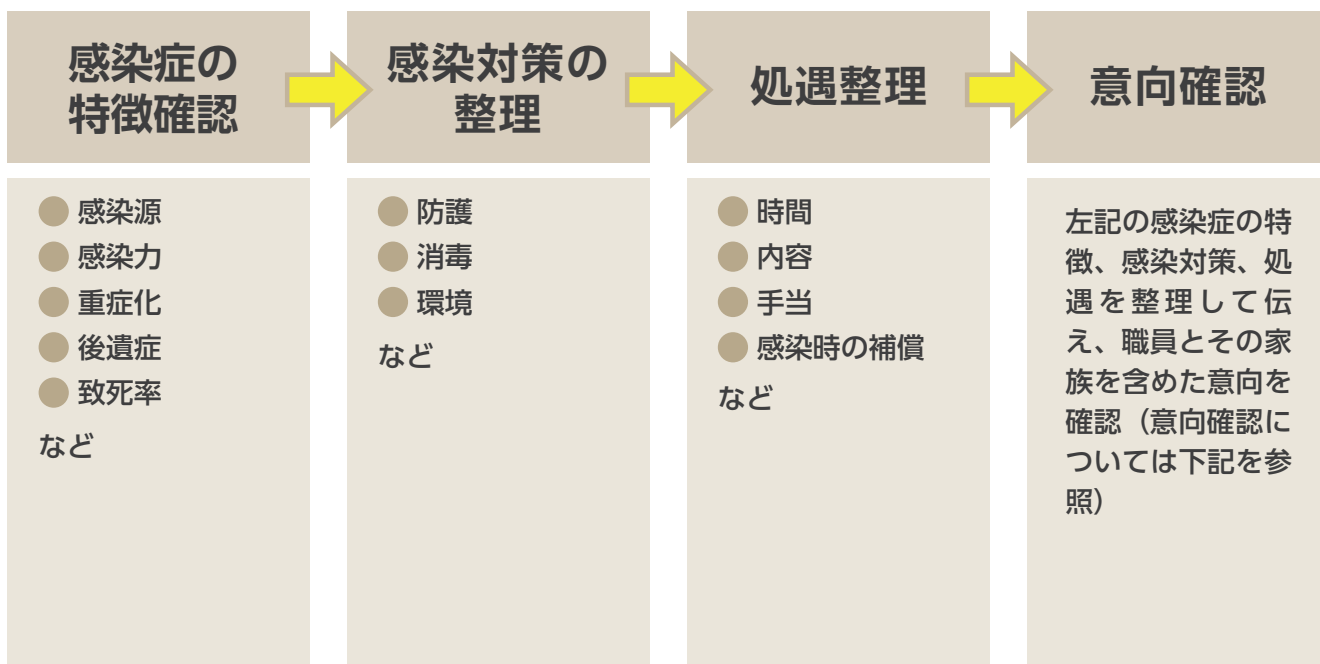 感染症の
特徴確認
感染源
感染力
重症化
後遺症
致死率
など
感染対策の
整理
防護
消毒
環境
など
処遇整理
時間
内容
手当
感染時の補償
など
意向確認
左記の感染症の特
徴、感染対策、処
遇を整理して伝
え、職員とその家
族を含めた意向を
確認（意向確認に
ついては下記を参
照）